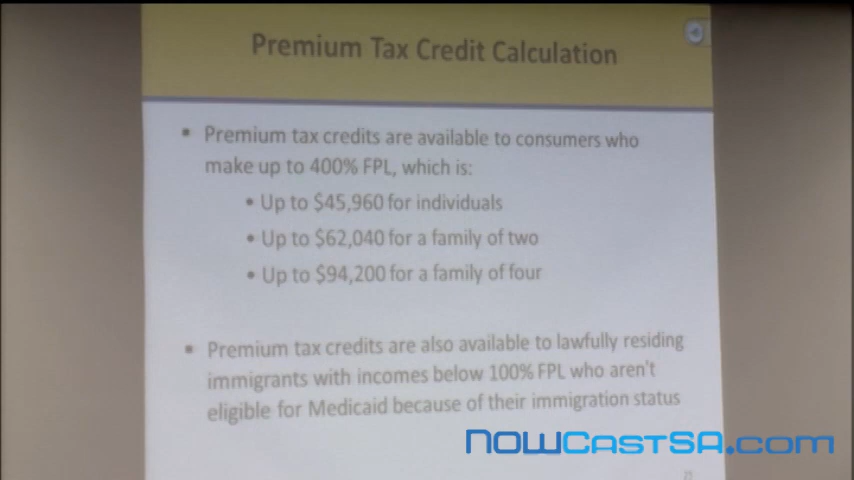 Premium Tax Credit Calculation
▪ Premium tax credits are available to consumers who
make up to 400% FPL, which is:
• Up to $45,960 for individuals
• Up to $62,040 for a family of two
• Up to $94,200 for a family of four
▪ Premium tax credits are also available to lawfully residing
immigrants with incomes below 100% FPL who aren't
eligible for Medicaid because of their immigration status
NOWCASTSA.com